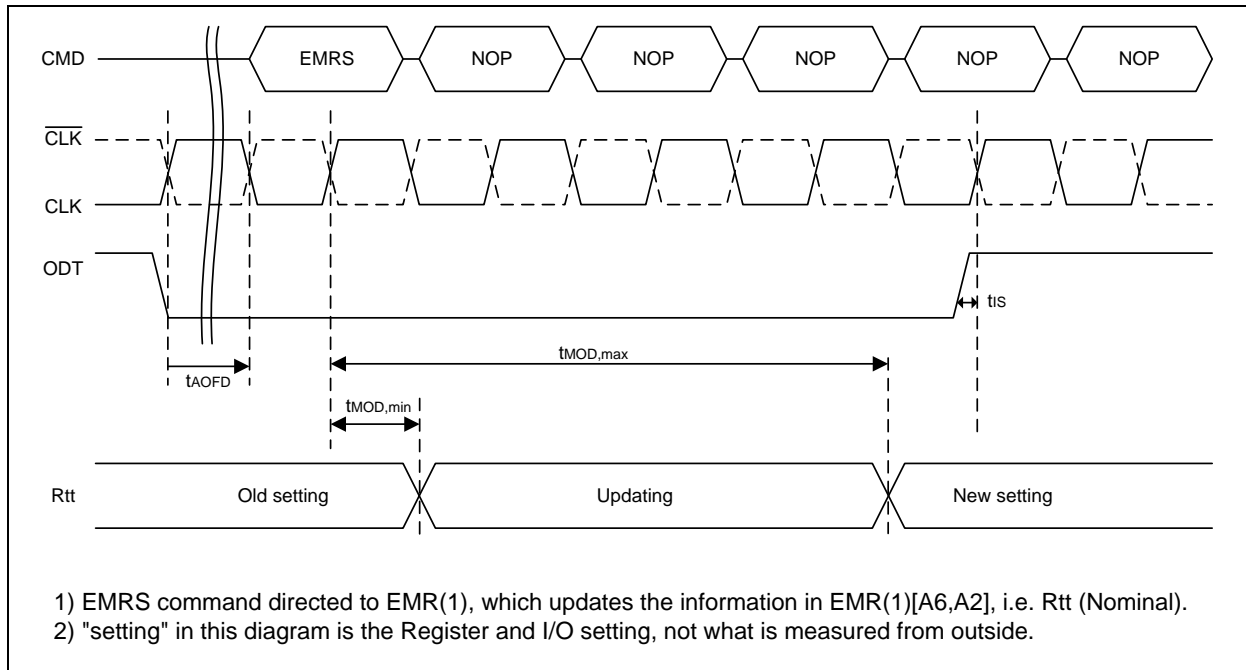 CMD EMRS NOP NOP NOP NOP NOP
CLK
CLK
ODT
tIS
tMOD,max
tAOFD
tMOD,min
Rtt Old setting Updating New setting
1) EMRS command directed to EMR(1), which updates the information in EMR(1)[A6,A2], i.e. Rtt (Nominal).
2) "setting" in this diagram is the Register and I/O setting, not what is measured from outside.